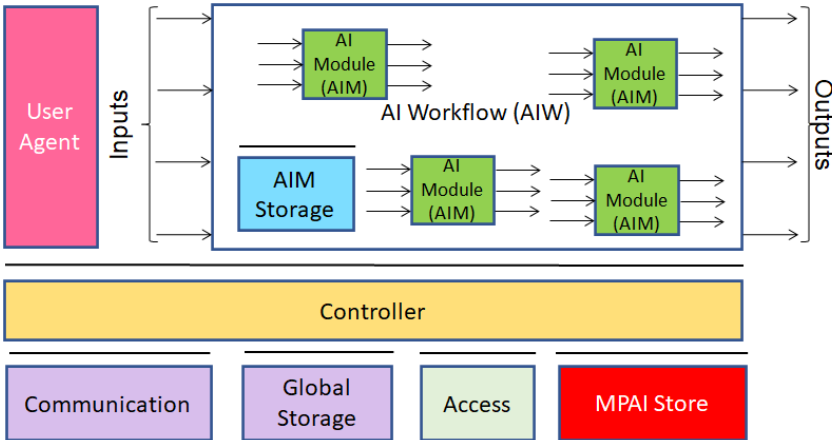 User
Agent
Inputs
AI
Module
(AIM)
AI
Module
(AIM)
AI Workflow (AIW)
AIM
Storage
AI
Module
(AIM)
AI
Module
(AIM)
Outputs
Controller
Communication
Global
Storage
Access
MPAI Store